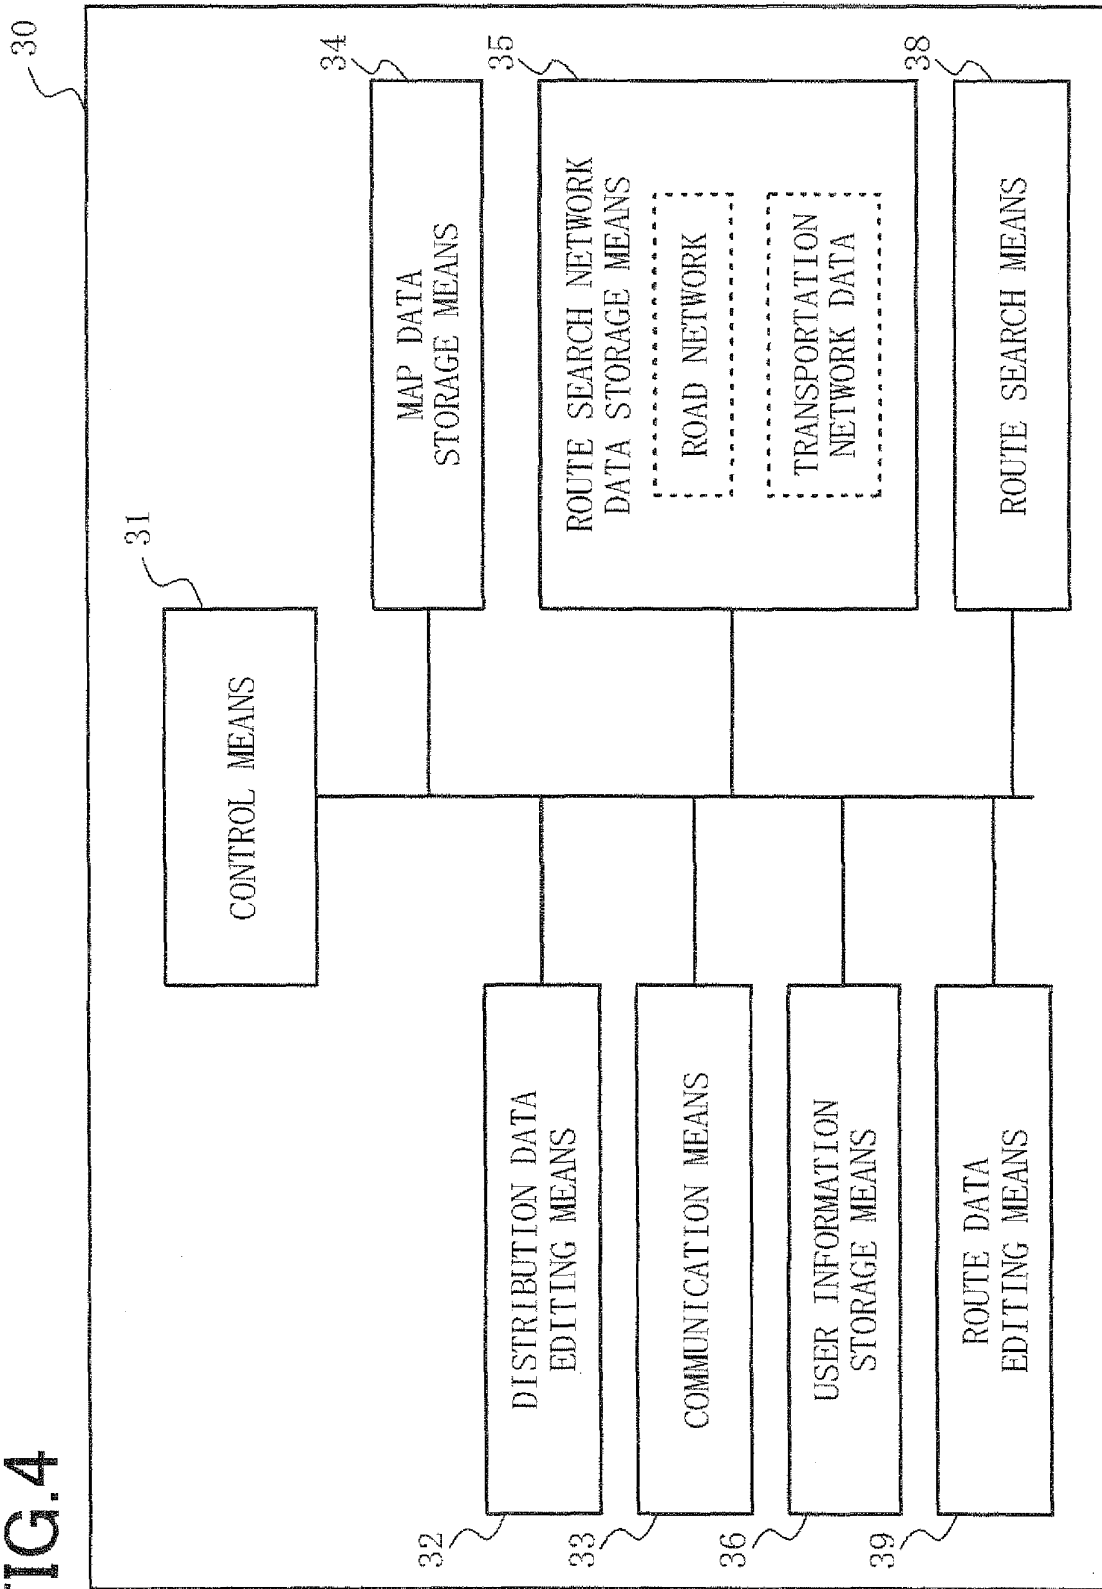 FIG.4
30
31
CONTROL MEANS
32
DISTRIBUTION DATA
EDITING MEANS
33
COMMUNICATION MEANS
36
USER INFORMATION
STORAGE MEANS
39
ROUTE DATA
EDITING MEANS
34
MAP DATA
STORAGE MEANS
35
ROUTE SEARCH NETWORK
DATA STORAGE MEANS
ROAD NETWORK
TRANSPORTATION
NETWORK DATA
38
ROUTE SEARCH MEANS